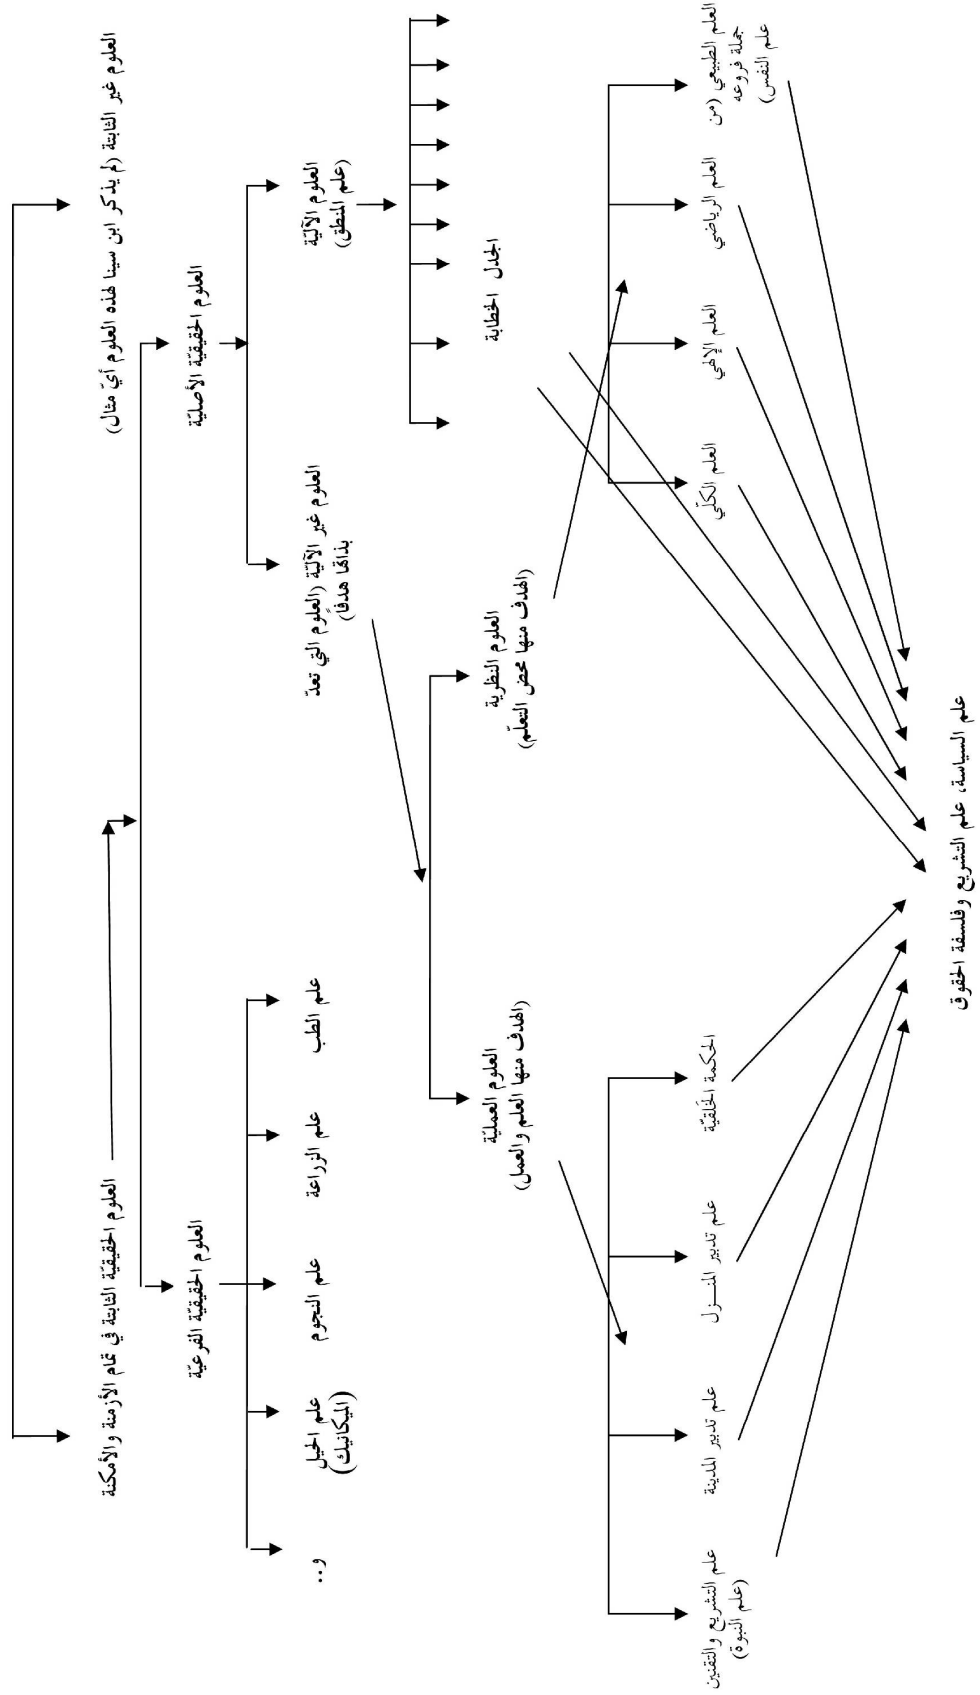 العلوم غير الثابتة (لم يذكر ابن سينا لهذه العلوم أيّ مثال)
العلوم الحقيقيّة الثابتة في تمام الأزمنة والأمكنة
العلوم الحقيقيّة الأصليّة
العلوم الحقيقيّة الفرعيّة
العلوم الآليّة
(علم المنطق)
العلوم غير الآليّة (العلوم التي تعدّ
بذاتها هدفًا)
علم الطب
علم الزراعة
علم النجوم
علم الحيل
(الميكانيك)
و..
الجدل الخطابة
العلوم النظرية
(الهدف منها محض التعلّم)
العلوم العمليّة
(الهدف منها العلم والعمل)
العلم الطبيعي (من
جملة فروعه
علم النفس)
العلم الرياضي
العلم الإلهي
العلم الكلّي
الحكمة الخلقيّة
علم تدبير المنـزل
علم تدبير المدينة
علم التشريع والتقنين
(علم النبوة)
علم السياسة، علم التشريع وفلسفة الحقوق